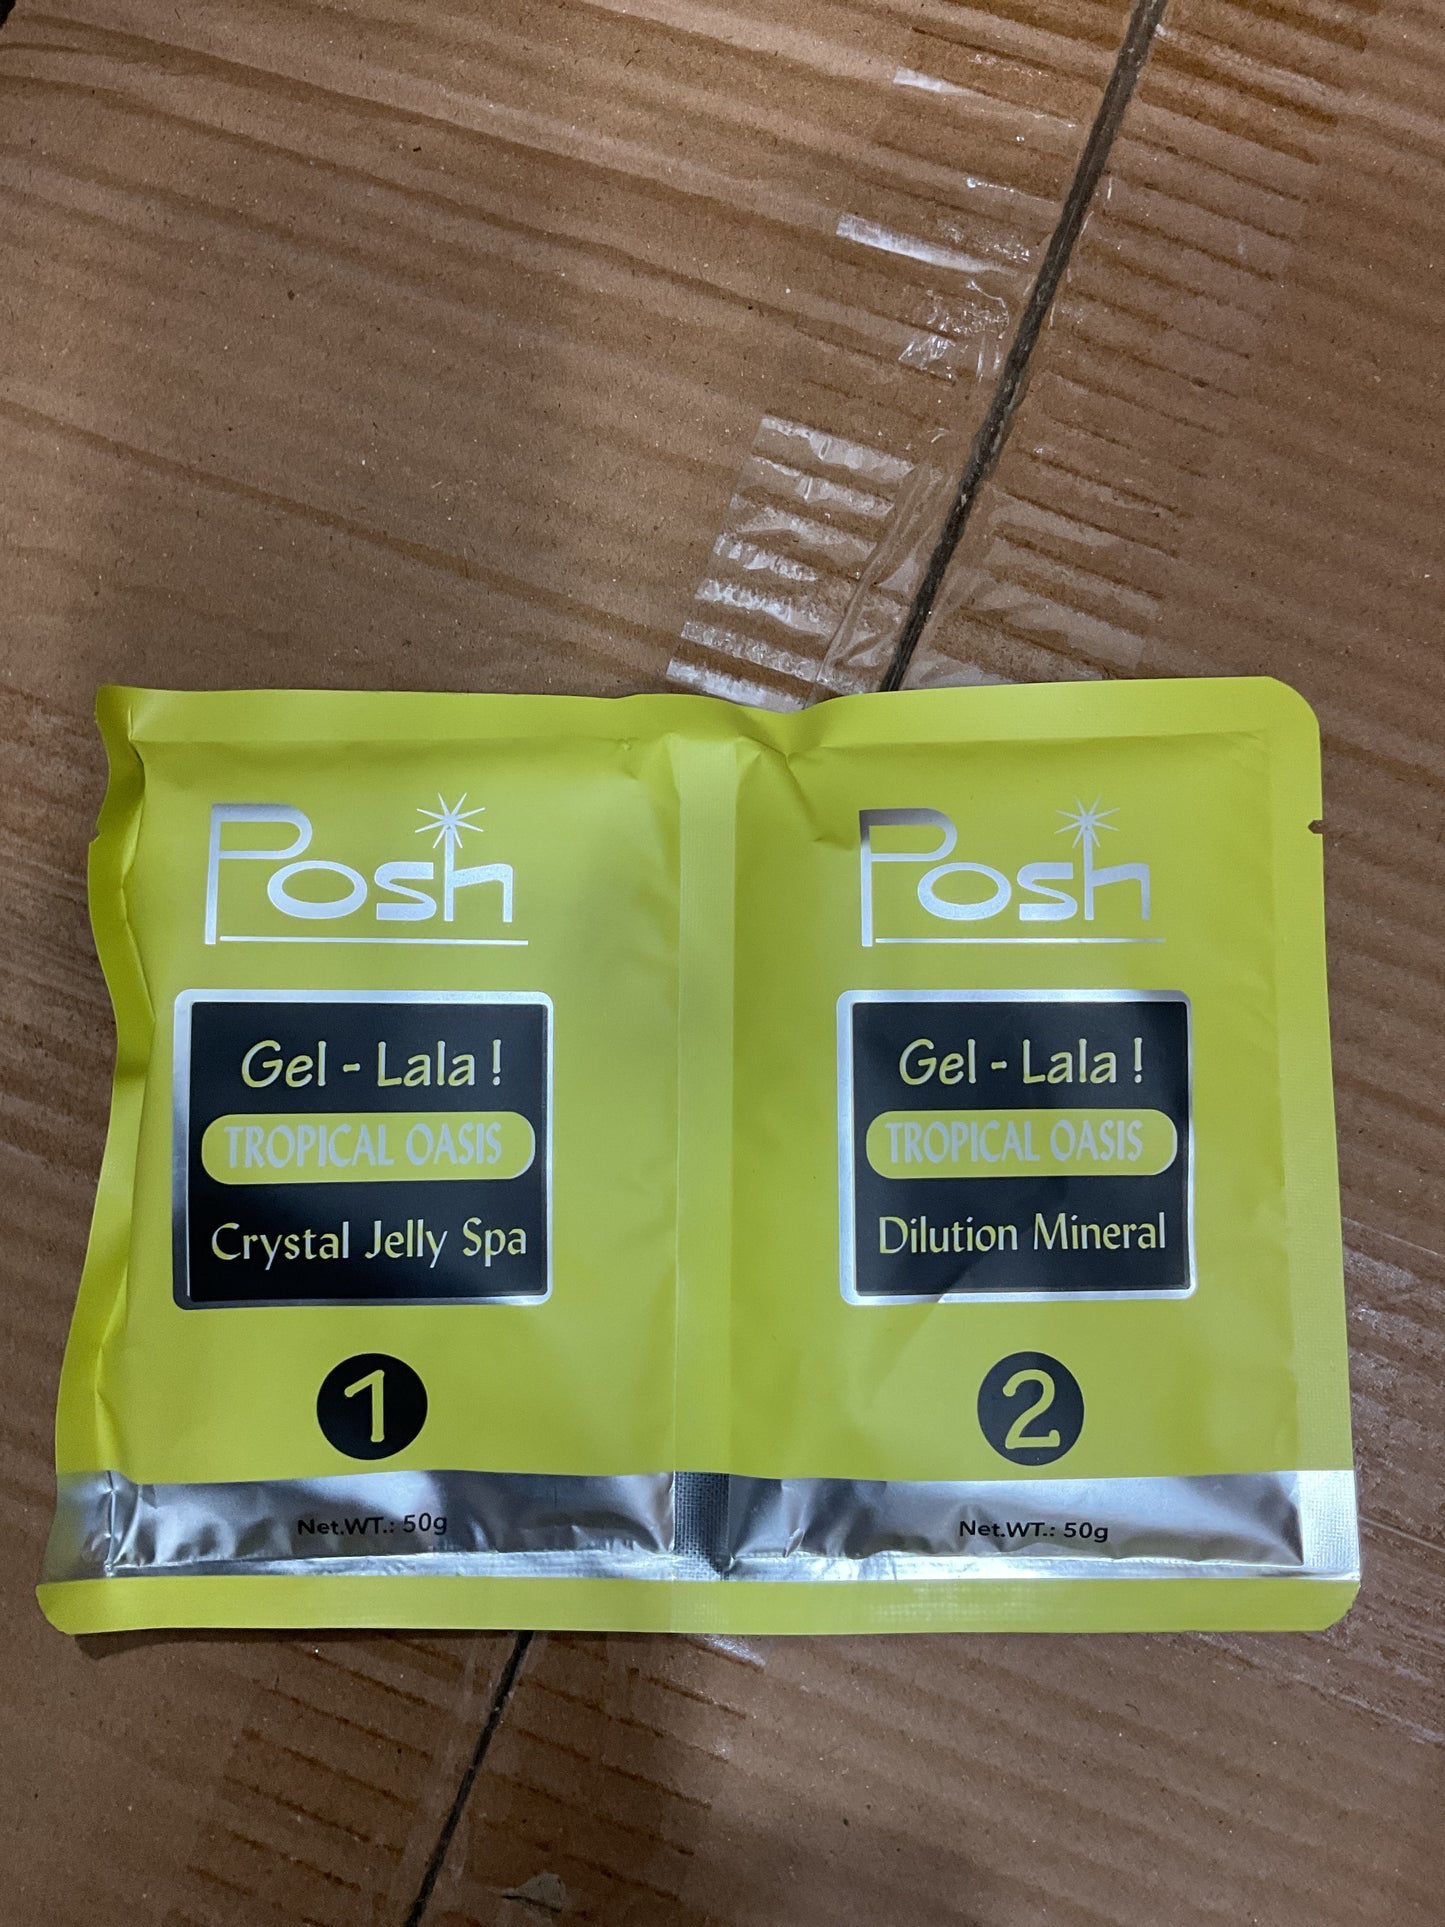 Posh
Gel - Lala !
TROPICAL OASIS
Crystal Jelly Spa
1
Net.WT.: 50g
Posh
Gel - Lala !
TROPICAL OASIS
Dilution Mineral
2
Net.WT.: 50g